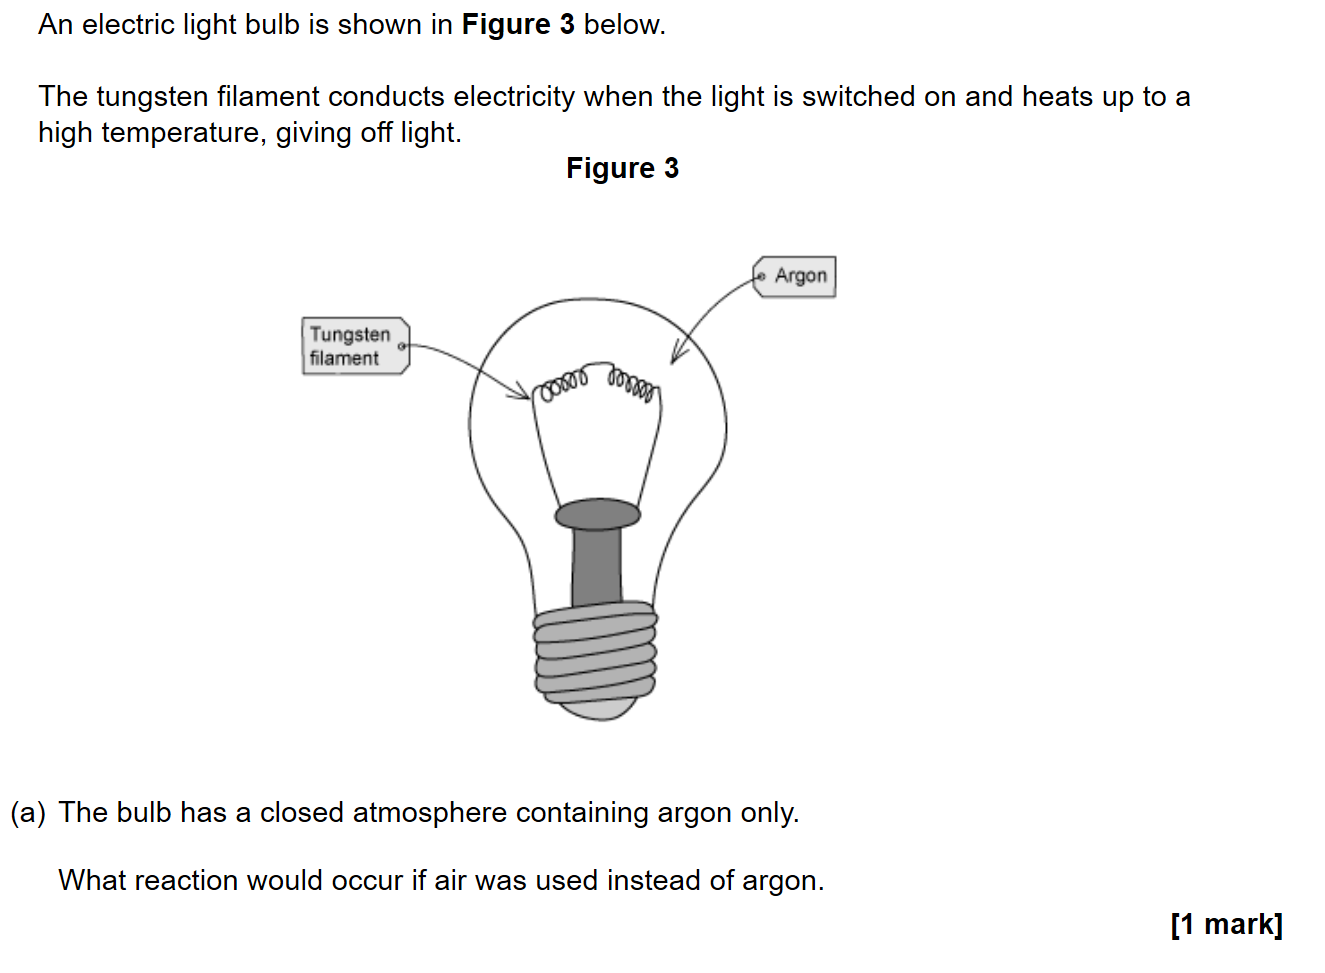 An electric light bulb is shown in Figure 3 below.
The tungsten filament conducts electricity when the light is switched on and heats up to a
high temperature, giving off light.
Figure 3
Argon
Tungsten
filament
(a) The bulb has a closed atmosphere containing argon only.
What reaction would occur if air was used instead of argon.
[1 mark]